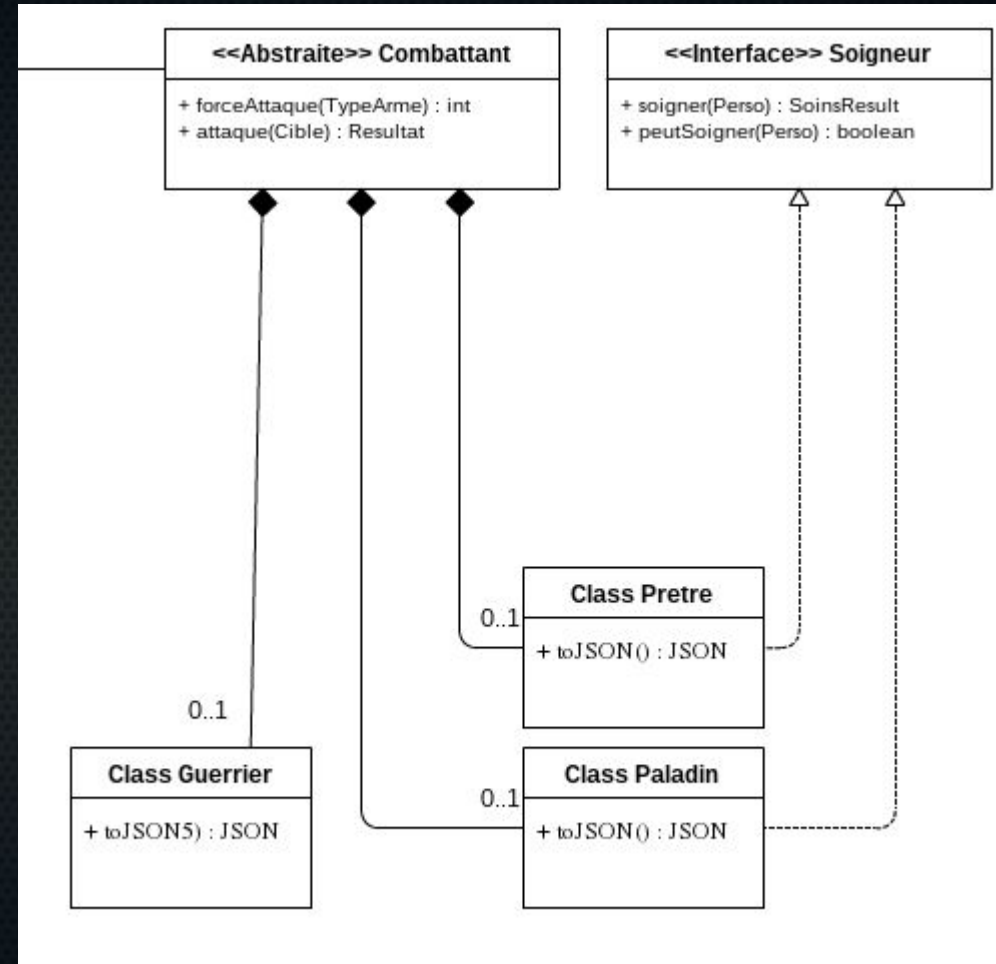 <<Abstraite>> Combattant
+ forceAttaque(TypeArme) : int
+ attaque(Cible) : Resultat
<<Interface>> Soigneur
+ soigner(Perso) : SoinsResult
+ peutSoigner(Perso) : boolean
Class Pretre
0..1
+ toJSON() : JSON
0..1
Class Guerrier
+ toJSON5) : JSON
Class Paladin
0..1
+ toJSON() : JSON